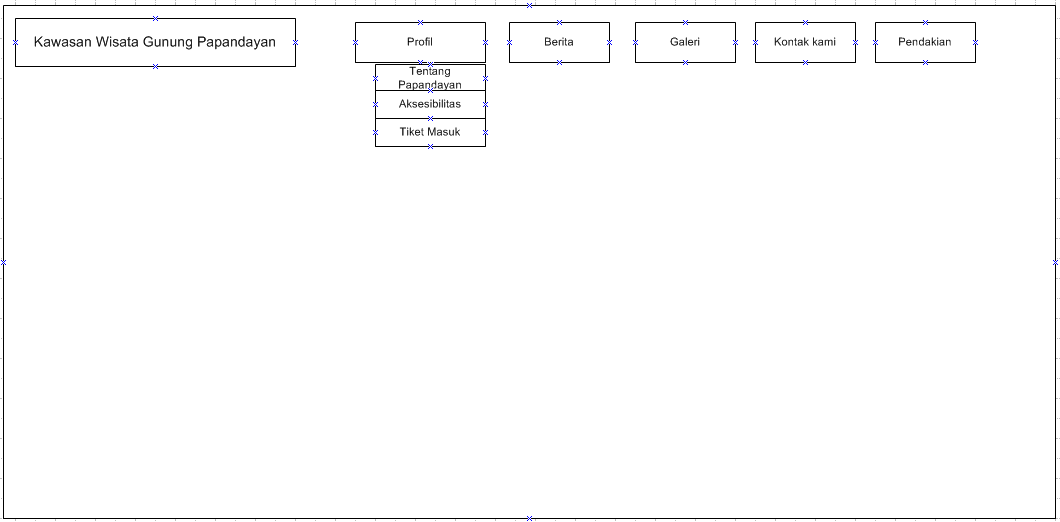 Kawasan Wisata Gunung Papandayan
Profil
Berita
Galeri
Kontak kami
Pendakian
Tentang
Papandayan
Aksesibilitas
Tiket Masuk